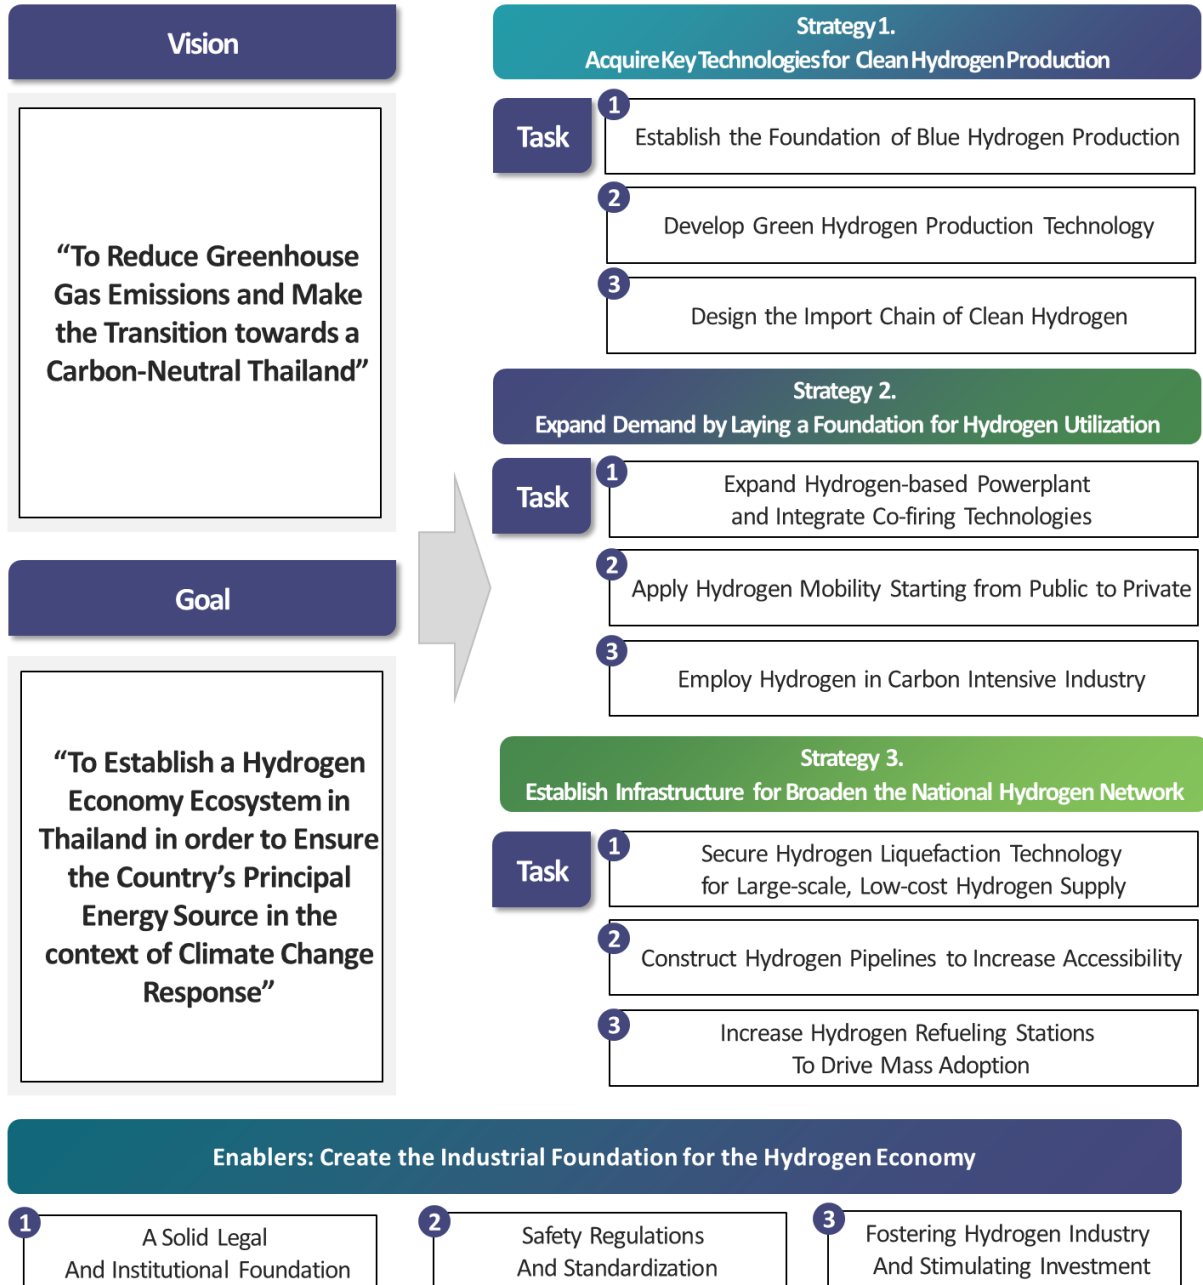 Vision
“To Reduce Greenhouse
Gas Emissions and Make
the Transition towards a
Carbon-Neutral Thailand”
Goal
“To Establish a Hydrogen
Economy Ecosystem in
Thailand in order to Ensure
the Country’s Principal
Energy Source in the
context of Climate Change
Response”
Strategy 1.
Acquire Key Technologies for Clean Hydrogen Production
Task
1
Establish the Foundation of Blue Hydrogen Production
2
Develop Green Hydrogen Production Technology
3
Design the Import Chain of Clean Hydrogen
Strategy 2.
Expand Demand by Laying a Foundation for Hydrogen Utilization
Task
1
Expand Hydrogen-based Powerplant
and Integrate Co-firing Technologies
2
Apply Hydrogen Mobility Starting from Public to Private
3
Employ Hydrogen in Carbon Intensive Industry
Strategy 3.
Establish Infrastructure for Broaden the National Hydrogen Network
Task
1
Secure Hydrogen Liquefaction Technology
for Large-scale, Low-cost Hydrogen Supply
2
Construct Hydrogen Pipelines to Increase Accessibility
3
Increase Hydrogen Refueling Stations
To Drive Mass Adoption
Enablers: Create the Industrial Foundation for the Hydrogen Economy
1
A Solid Legal
And Institutional Foundation
2
Safety Regulations
And Standardization
3
Fostering Hydrogen Industry
And Stimulating Investment